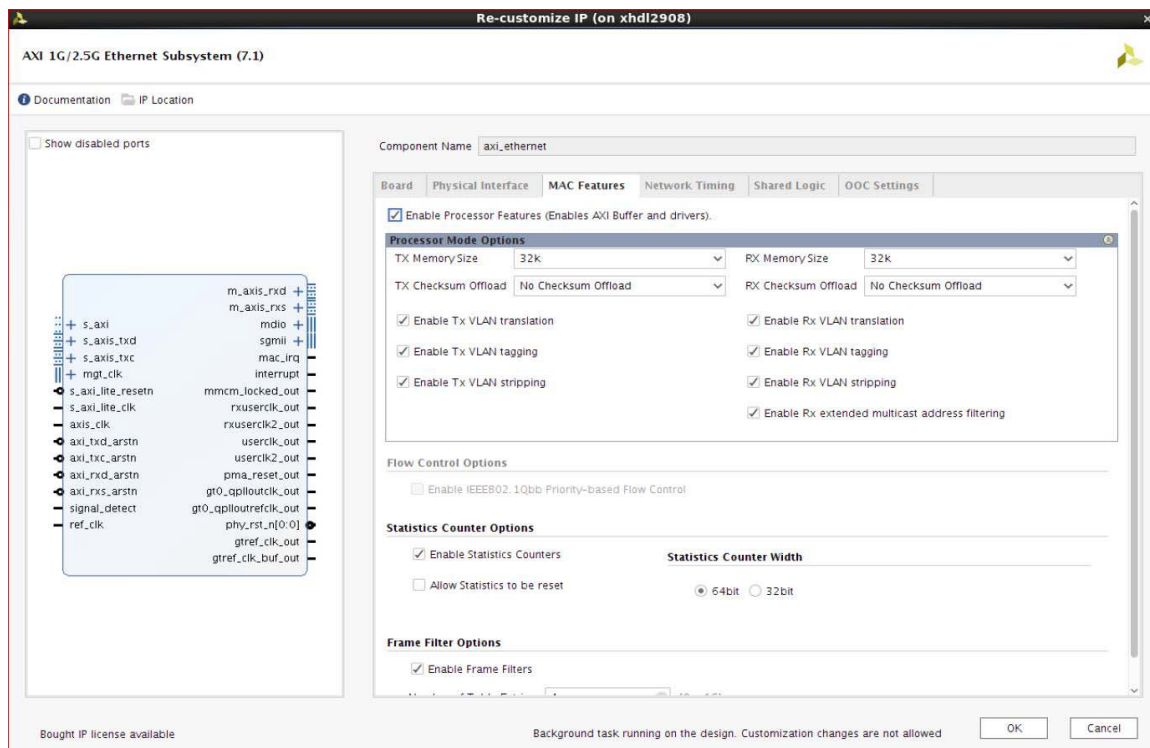 Re-customize IP (on xhdl2908)
AXI 1G/2.5G Ethernet Subsystem (7.1)
Documentation IP Location
Show disabled ports
m_axis_rxd
m_axis_rxs
s_axi mdio
s_axis_txd sgmii
s_axis_txc mac_irq
mgt_clk interrupt
s_axi_lite_resetn mmcm_locked_out
s_axi_lite_clk rxuserclk_out
axis_clk rxuserclk2_out
axi_txd_arstn userclk_out
axi_txc_arstn userclk2_out
axi_rxd_arstn pma_reset_out
axi_rxs_arstn gt0_qplloutclk_out
signal_detect gt0_qplloutrefclk_out
ref_clk phy_rst_n[0:0]
gtref_clk_out
gtref_clk_buf_out
Component Name axi_ethernet
Board Physical Interface MAC Features Network Timing Shared Logic OOC Settings
Enable Processor Features (Enables AXI Buffer and drivers).
Processor Mode Options
TX Memory Size 32k RX Memory Size 32k
TX Checksum Offload No Checksum Offload RX Checksum Offload No Checksum Offload
Enable Tx VLAN translation Enable Rx VLAN translation
Enable Tx VLAN tagging Enable Rx VLAN tagging
Enable Tx VLAN stripping Enable Rx VLAN stripping
Enable Rx extended multicast address filtering
Flow Control Options
Enable IEEE802.1Qbb Priority-based Flow Control
Statistics Counter Options
Enable Statistics Counters Statistics Counter Width
Allow Statistics to be reset 64bit 32bit
Frame Filter Options
Enable Frame Filters
Bought IP license available Background task running on the design. Customization changes are not allowed OK Cancel